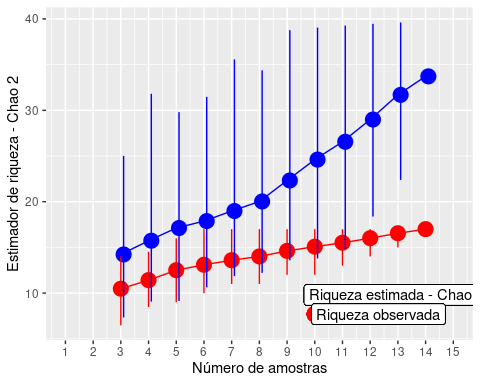 40
30
20
10
Estimador de riqueza - Chao 2
Riqueza estimada - Chao
Riqueza observada
1 2 3 4 5 6 7 8 9 10 11 12 13 14 15
Número de amostras